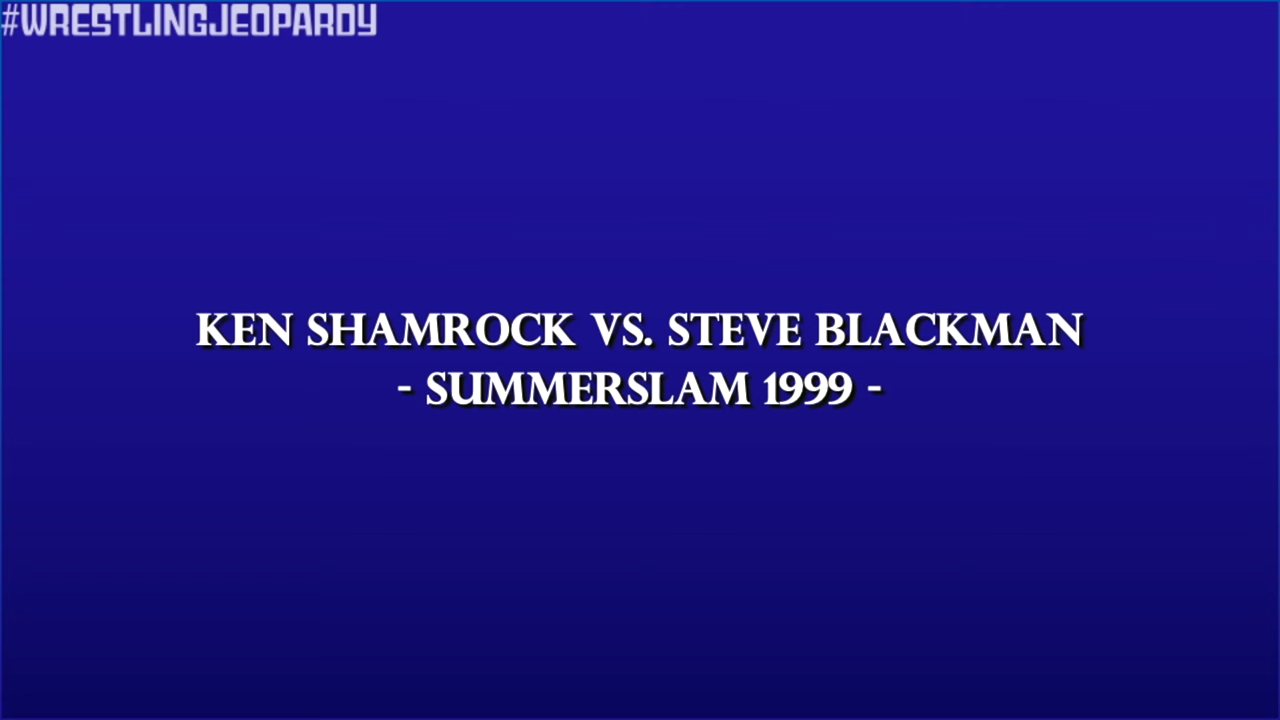 #WRESTLINGJEOPARDY
KEN SHAMROCK VS. STEVE BLACKMAN
- SUMMERSLAM 1999 -